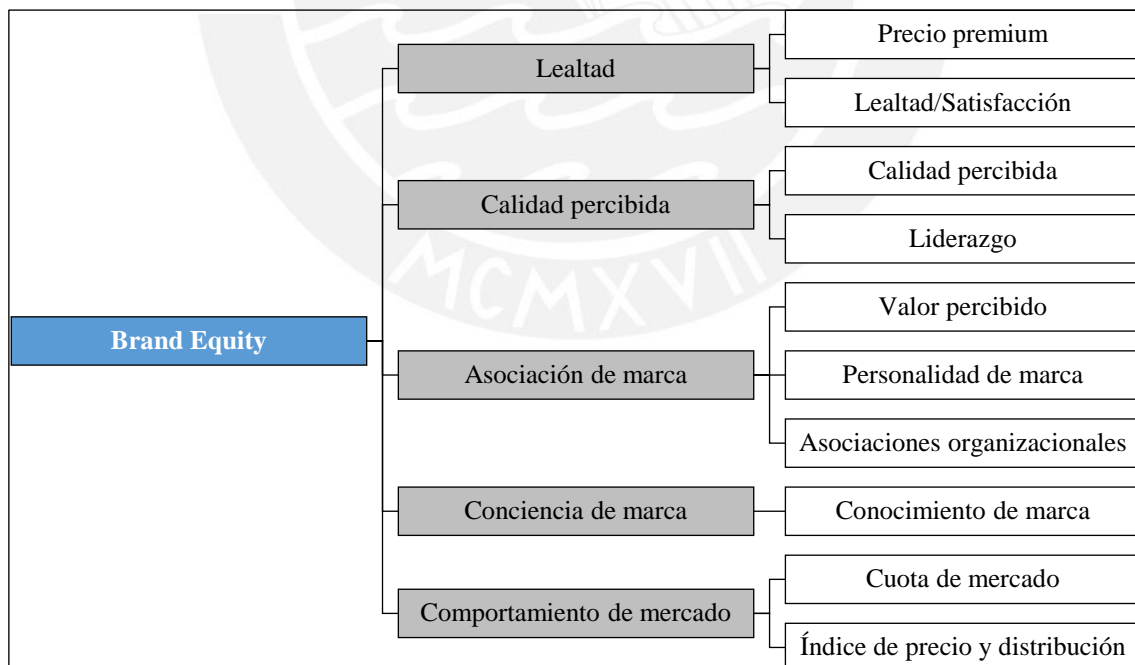 Precio premium
Lealtad
Lealtad/Satisfacción
Calidad percibida
Calidad percibida
Liderazgo
Valor percibido
Brand Equity
Asociación de marca
Personalidad de marca
Asociaciones organizacionales
Conciencia de marca
Conocimiento de marca
Cuota de mercado
Comportamiento de mercado
Índice de precio y distribución
MCMXVII